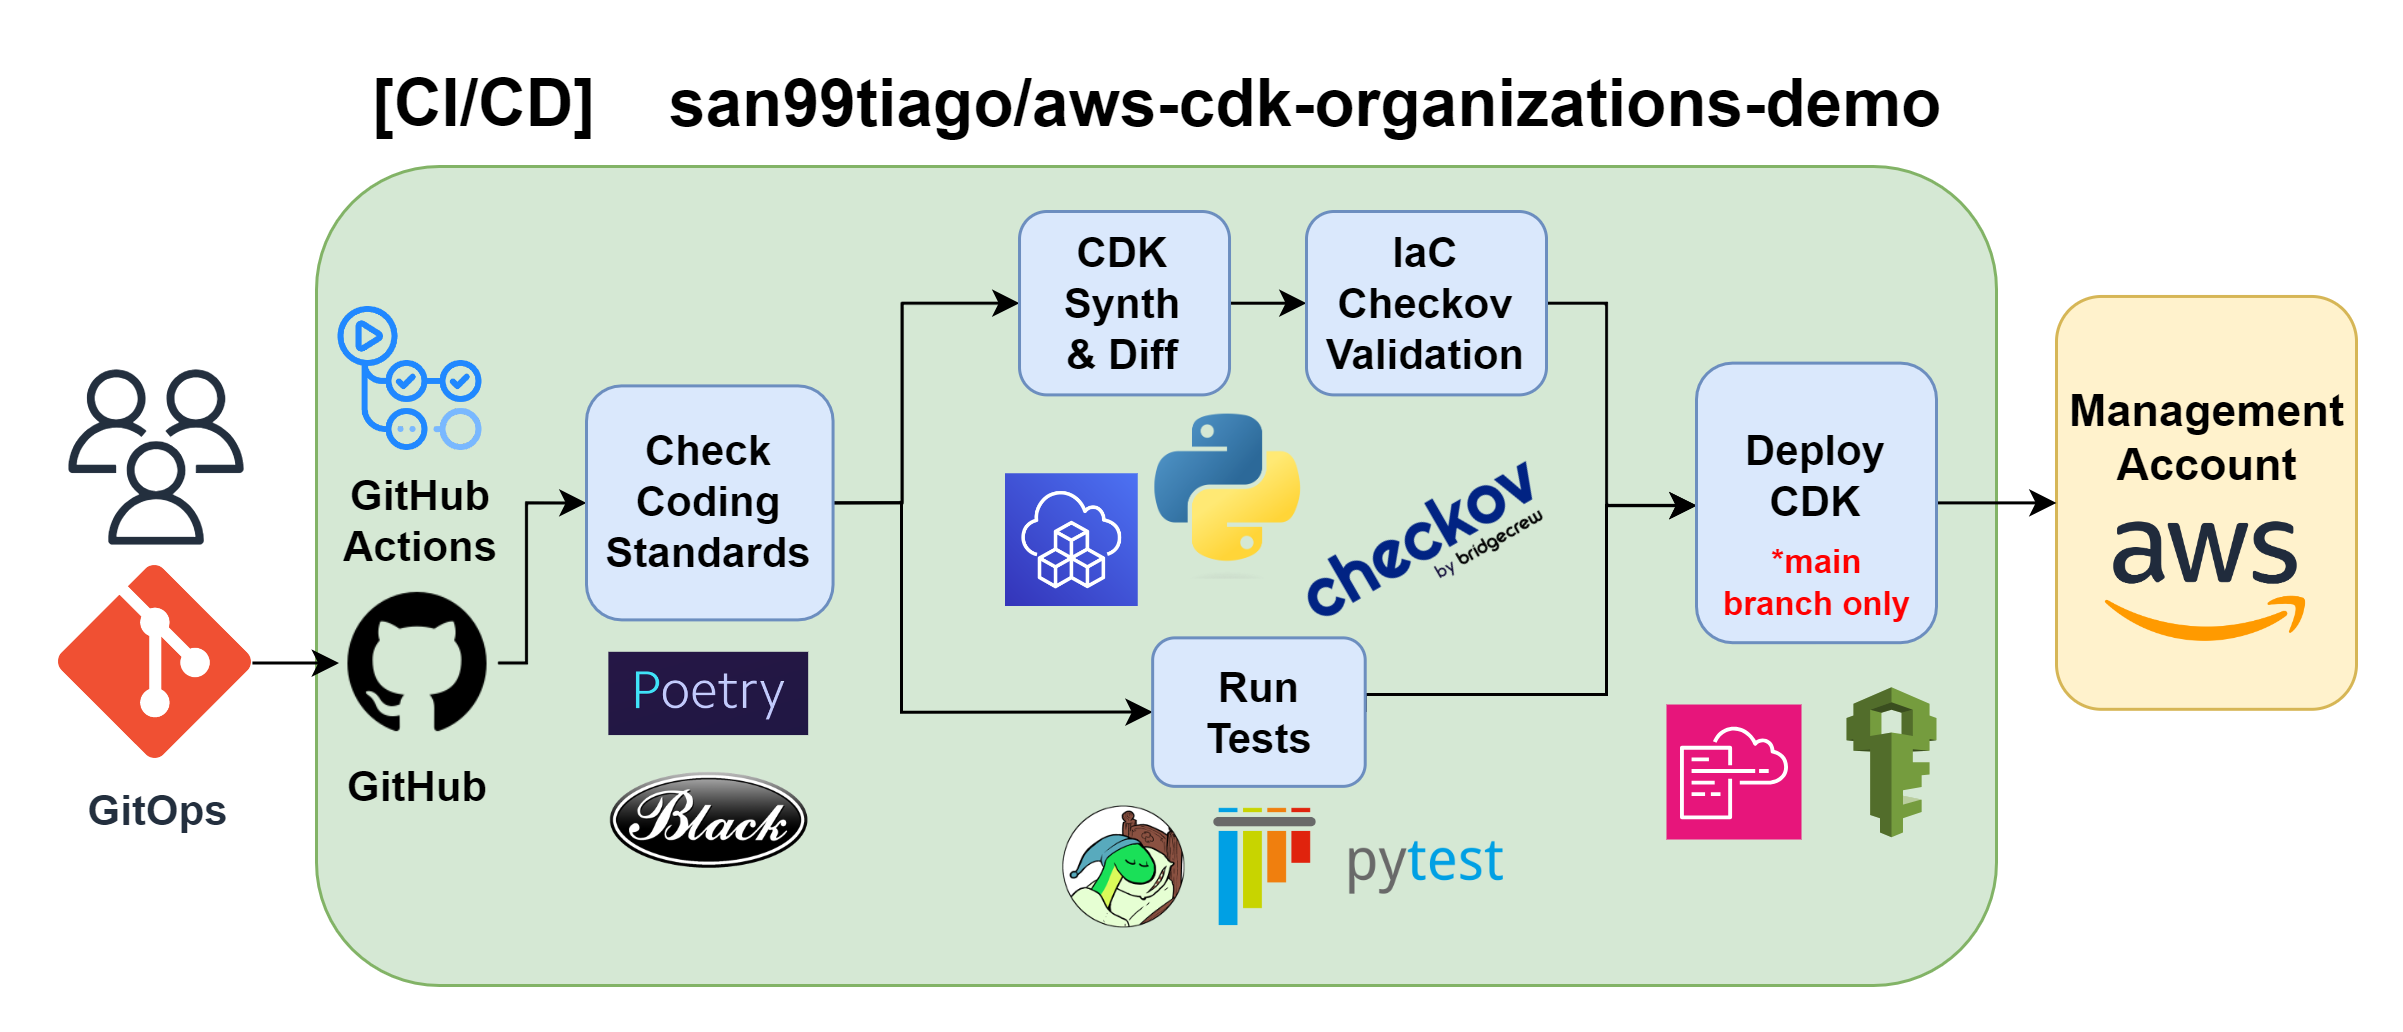 [CI/CD] san99tiago/aws-cdk-organizations-demo
GitHub
Actions
GitHub
GitOps
Check
Coding
Standards
Poetry
Black
CDK
Synth
& Diff
IaC
Checkov
Validation
checkov
by bridgecrew
Run
Tests
pytest
Deploy
CDK
*main
branch only
Management
Account
aws